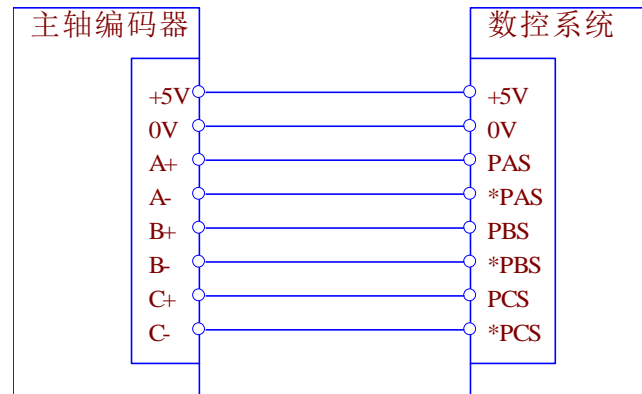 主轴编码器 数控系统
+5V +5V
0V 0V
A+ PAS
A- *PAS
B+ PBS
B- *PBS
C+ PCS
C- *PCS